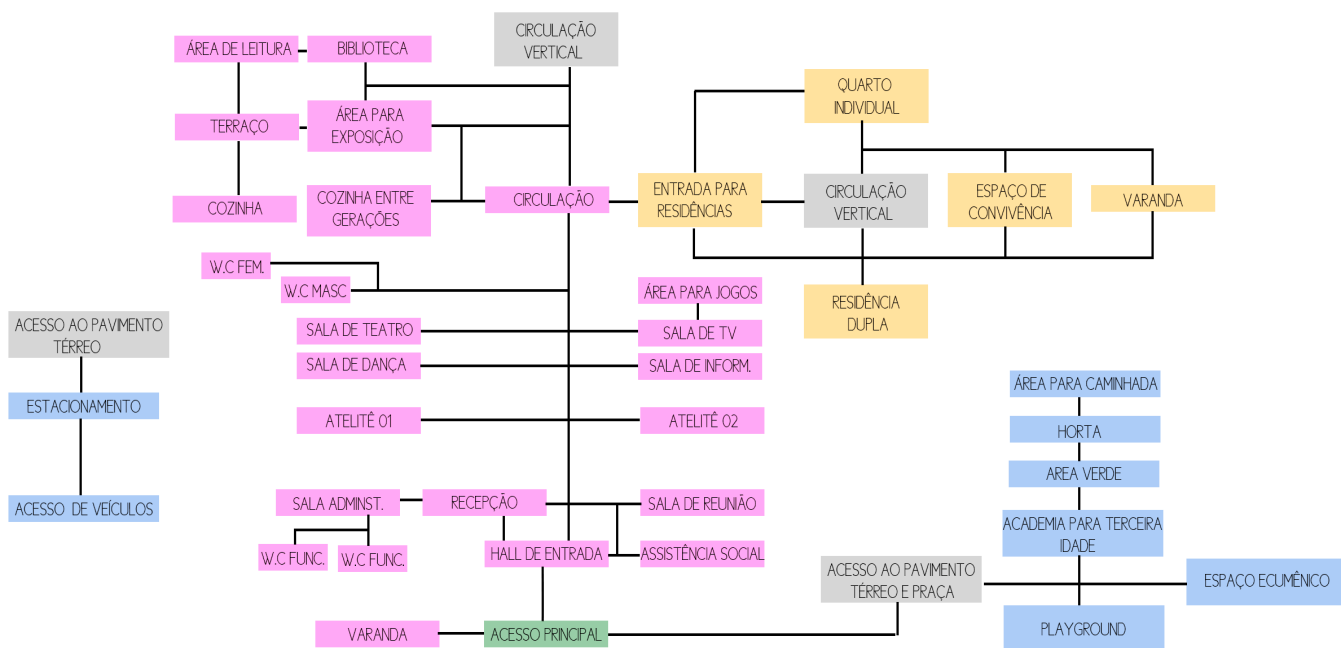 CIRCULAÇÃO
VERTICAL
ÁREA DE LEITURA
BIBLIOTECA
TERRAÇO
ÁREA PARA
EXPOSIÇÃO
COZINHA
COZINHA ENTRE
GERAÇÕES
CIRCULAÇÃO
QUARTO
INDIVIDUAL
ENTRADA PARA
RESIDÊNCIAS
CIRCULAÇÃO
VERTICAL
ESPAÇO DE
CONVIVÊNCIA
VARANDA
RESIDÊNCIA
DUPLA
W.C FEM.
W.C MASC
ÁREA PARA JOGOS
SALA DE TEATRO
SALA DE TV
SALA DE DANÇA
SALA DE INFORM.
ATELITÊ 01
ATELITÊ 02
ACESSO AO PAVIMENTO
TÉRREO
ESTACIONAMENTO
ACESSO DE VEÍCULOS
SALA ADMINST.
RECEPÇÃO
SALA DE REUNIÃO
W.C FUNC.
W.C FUNC.
HALL DE ENTRADA
ASSISTÊNCIA SOCIAL
VARANDA
ACESSO PRINCIPAL
ACESSO AO PAVIMENTO
TÉRREO E PRAÇA
ÁREA PARA CAMINHADA
HORTA
AREA VERDE
ACADEMIA PARA TERCEIRA
IDADE
ESPAÇO ECUMÊNICO
PLAYGROUND